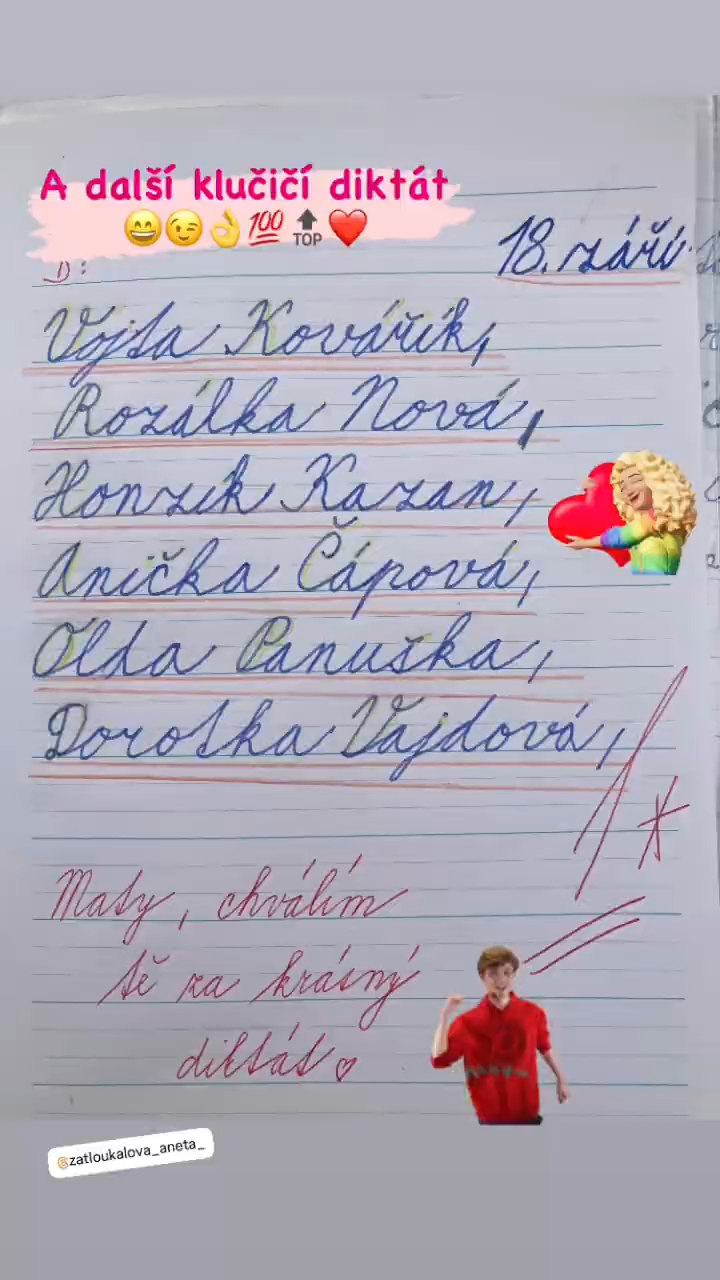 A další klučičí diktát
😄😉👌💯🔝❤️
D:
18. září
Vojta Kovářík,
Rozálka Nová,
Honzík Kazan,
Anička Čápová,
Olda Panuška,
Dorotka Vajdová,
1*
Maty, chválím
tě za krásný
diktát ♡
@zatloukalova_aneta_